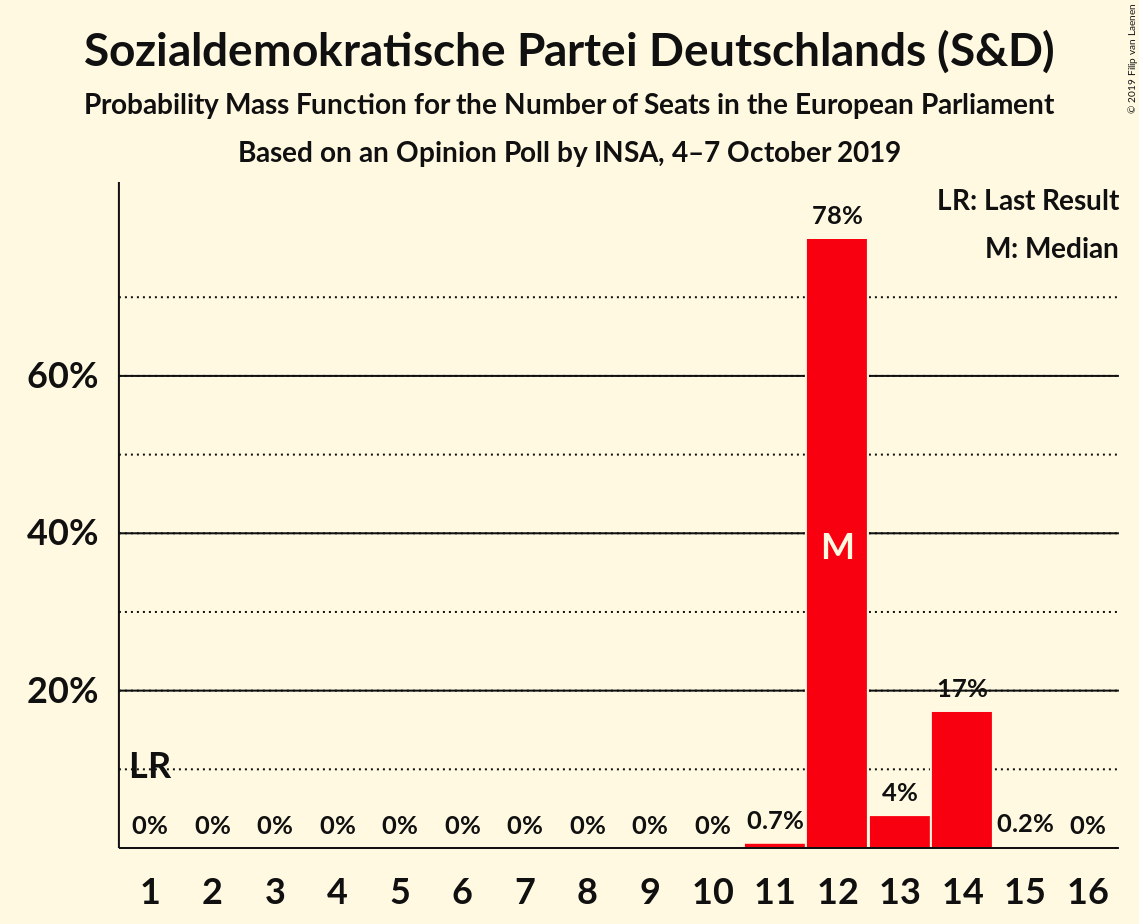 Sozialdemokratische Partei Deutschlands (S&D)
Probability Mass Function for the Number of Seats in the European Parliament
Based on an Opinion Poll by INSA, 4–7 October 2019
© 2019 Filip van Laenen
LR: Last Result
M: Median
78%
60%
40%
M
20%
17%
LR
4%
0% 0% 0% 0% 0% 0% 0% 0% 0% 0% 0.7% 0.2% 0%
1 2 3 4 5 6 7 8 9 10 11 12 13 14 15 16